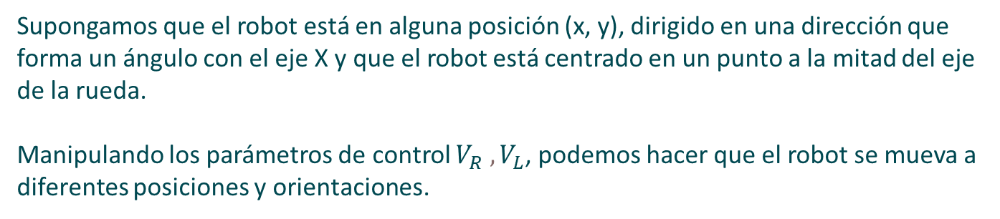 Supongamos que el robot está en alguna posición (x, y), dirigido en una dirección que
forma un ángulo con el eje X y que el robot está centrado en un punto a la mitad del eje
de la rueda.
Manipulando los parámetros de control V_R , V_L, podemos hacer que el robot se mueva a
diferentes posiciones y orientaciones.